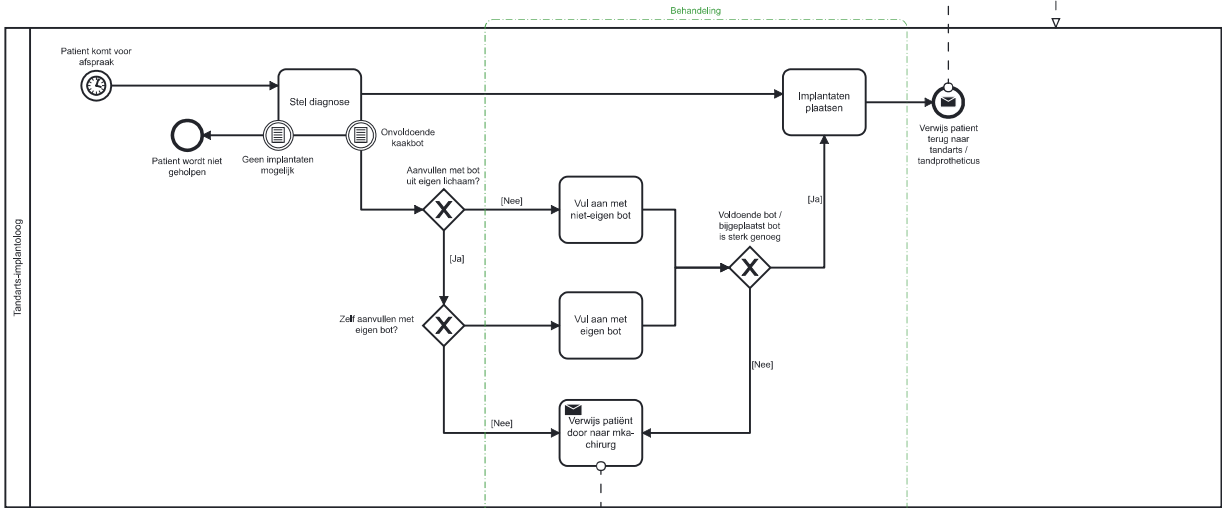 Behandeling
Tandarts-implantoloog
Patient komt voor
afspraak
Stel diagnose
Implantaten
plaatsen
Onvoldoende
kaakbot
Patient wordt niet
geholpen
Geen implantaten
mogelijk
Verwijs patient
terug naar
tandarts /
tandprotheticus
Aanvullen met bot
uit eigen lichaam?
[Nee]
Vul aan met
niet-eigen bot
Voldoende bot /
bijgeplaatst bot
is sterk genoeg
[Ja]
[Ja]
Zelf aanvullen met
eigen bot?
Vul aan met
eigen bot
[Nee]
[Nee]
Verwijs patiënt
door naar mka-
chirurg